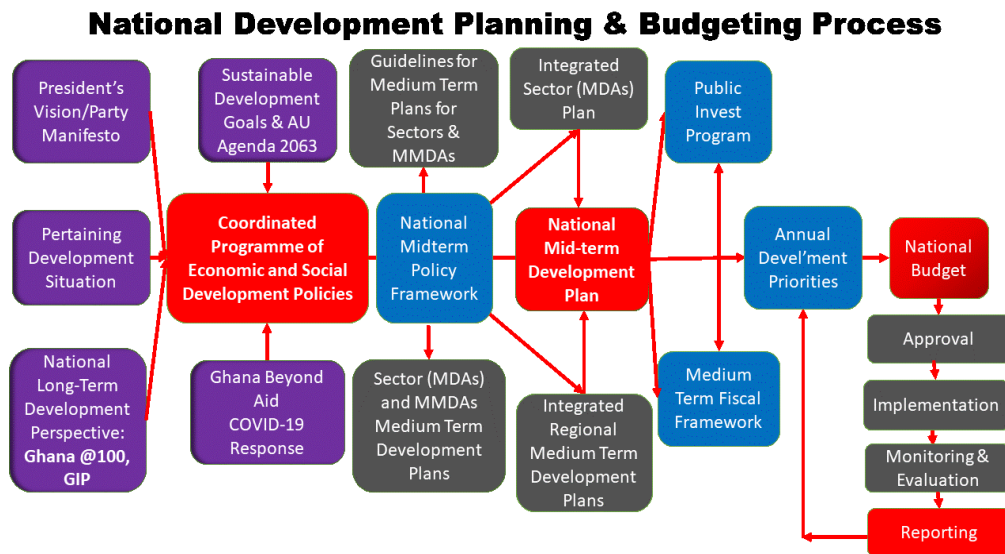 National Development Planning & Budgeting Process
President's
Vision/Party
Manifesto
Sustainable
Development
Goals & AU
Agenda 2063
Guidelines for
Medium Term
Plans for
Sectors &
MMDAs
Integrated
Sector (MDAs)
Plan
Public
Invest
Program
Pertaining
Development
Situation
Coordinated
Programme of
Economic and Social
Development Policies
National
Midterm
Policy
Framework
National
Mid-term
Development
Plan
Annual
Devel'ment
Priorities
National
Budget
Approval
Implementation
Monitoring &
Evaluation
Reporting
National
Long-Term
Development
Perspective:
Ghana @100,
GIP
Ghana Beyond
Aid
COVID-19
Response
Sector (MDAs)
and MMDAs
Medium Term
Development
Plans
Integrated
Regional
Medium Term
Development
Plans
Medium
Term Fiscal
Framework